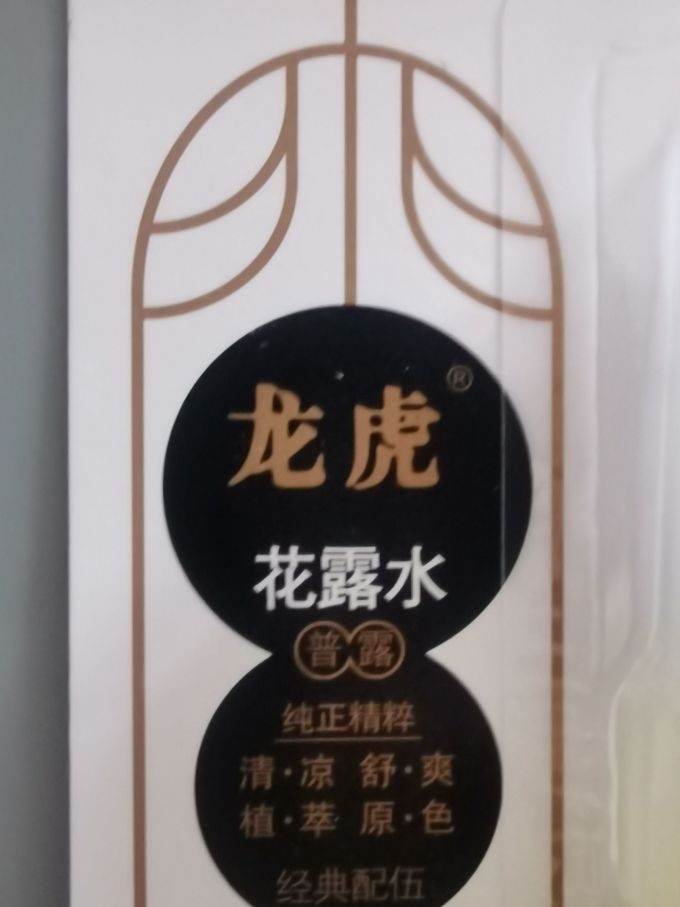 龙虎®
花露水
普露
纯正精粹
清·凉 舒·爽
植·萃 原·色
经典配伍